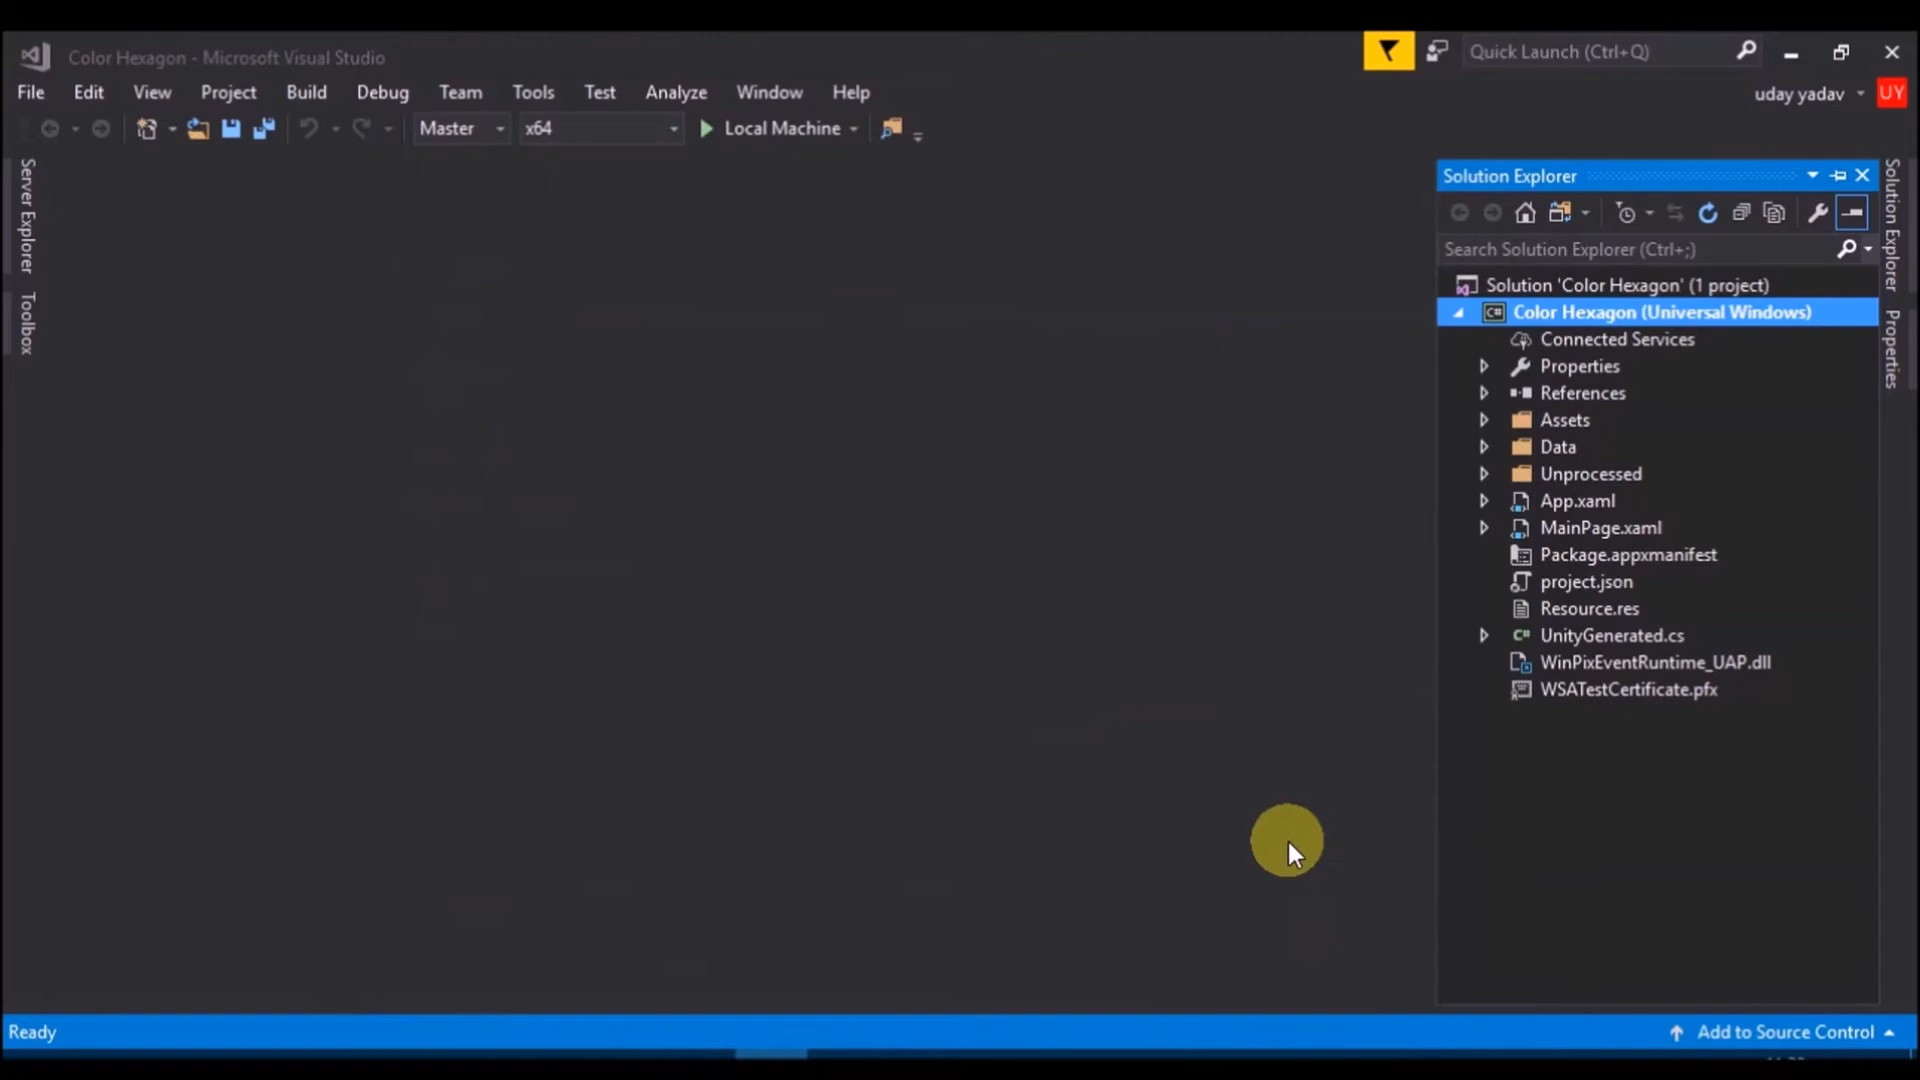 Color Hexagon - Microsoft Visual Studio
Quick Launch (Ctrl+Q)
File Edit View Project Build Debug Team Tools Test Analyze Window Help
uday yadav UY
Master x64 Local Machine
Server Explorer
Toolbox
Solution Explorer
Search Solution Explorer (Ctrl+;)
Solution 'Color Hexagon' (1 project)
C# Color Hexagon (Universal Windows)
Connected Services
Properties
References
Assets
Data
Unprocessed
App.xaml
MainPage.xaml
Package.appxmanifest
project.json
Resource.res
C# UnityGenerated.cs
WinPixEventRuntime_UAP.dll
WSATestCertificate.pfx
Solution Explorer
Properties
Ready
Add to Source Control